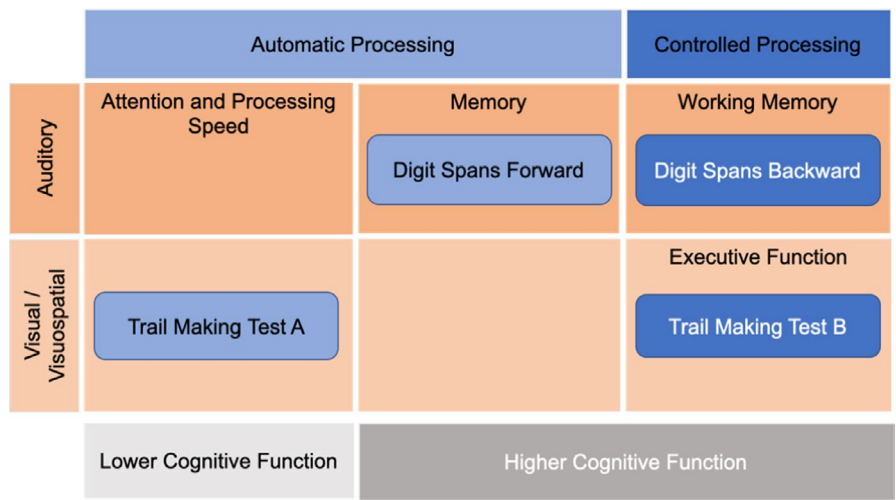 Automatic Processing
Controlled Processing
Auditory
Attention and Processing
Speed
Memory
Working Memory
Digit Spans Forward
Digit Spans Backward
Visual /
Visuospatial
Executive Function
Trail Making Test A
Trail Making Test B
Lower Cognitive Function
Higher Cognitive Function